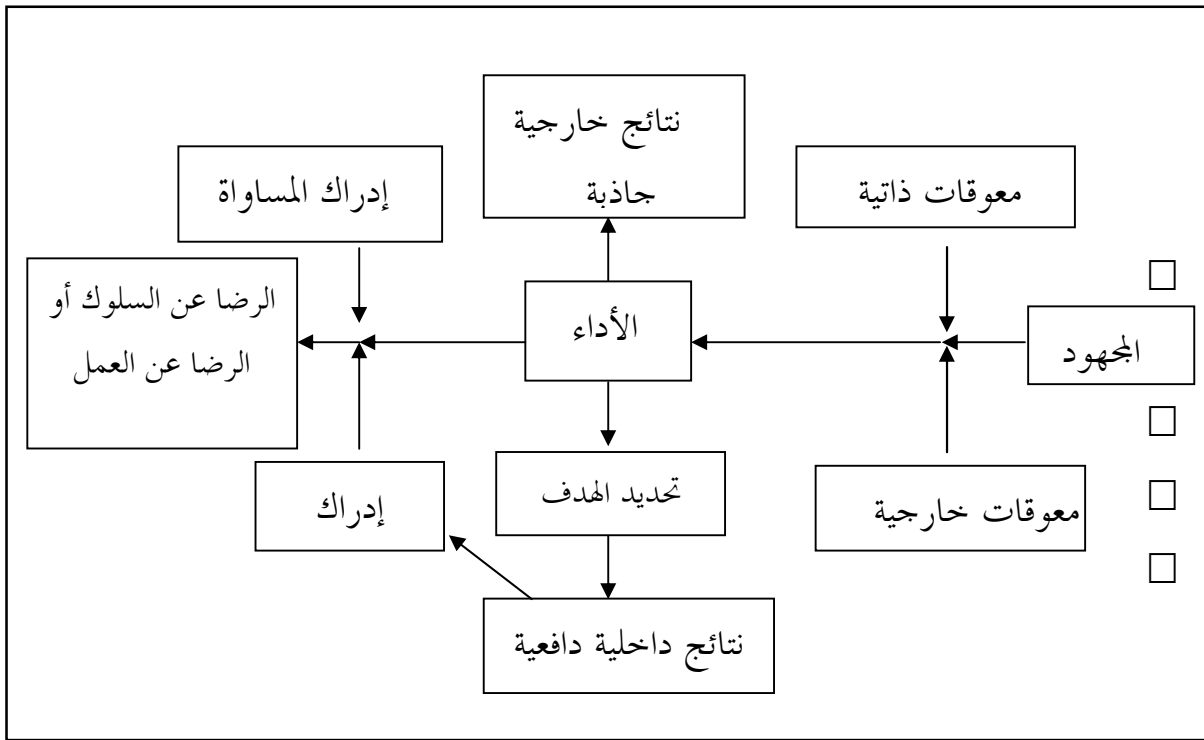 نتائج خارجية
جاذبة
معوقات ذاتية
إدراك المساواة
الرضا عن السلوك أو
الرضا عن العمل
الأداء
المجهود
تحديد الهدف
معوقات خارجية
إدراك
نتائج داخلية دافعية